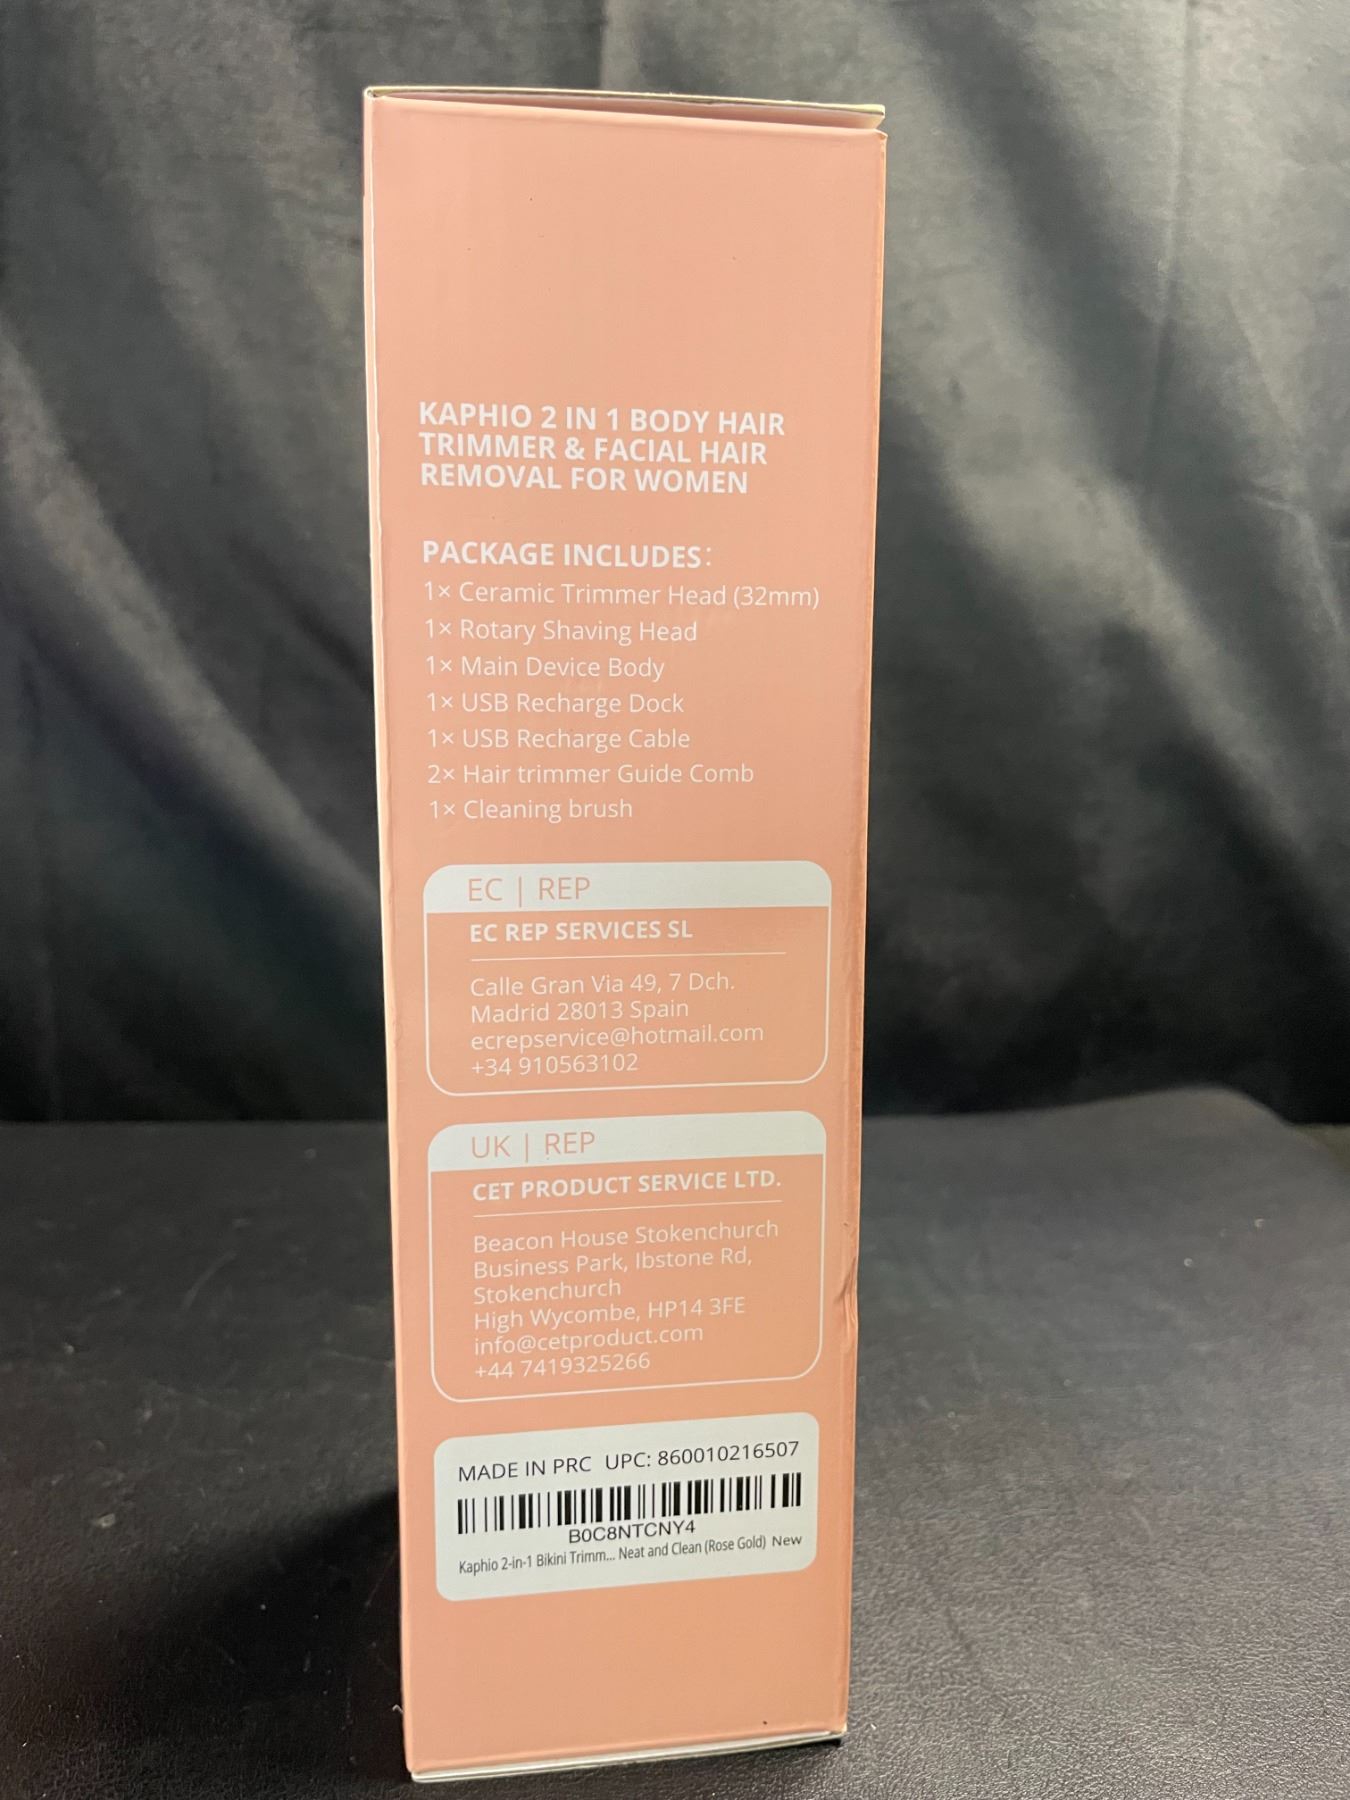 KAPHIO 2 IN 1 BODY HAIR
TRIMMER & FACIAL HAIR
REMOVAL FOR WOMEN
PACKAGE INCLUDES:
1× Ceramic Trimmer Head (32mm)
1× Rotary Shaving Head
1× Main Device Body
1× USB Recharge Dock
1× USB Recharge Cable
2× Hair trimmer Guide Comb
1× Cleaning brush
EC | REP
EC REP SERVICES SL
Calle Gran Via 49, 7 Dch.
Madrid 28013 Spain
ecrepservice@hotmail.com
+34 910563102
UK | REP
CET PRODUCT SERVICE LTD.
Beacon House Stokenchurch
Business Park, Ibstone Rd,
Stokenchurch
High Wycombe, HP14 3FE
info@cetproduct.com
+44 7419325266
MADE IN PRC UPC: 860010216507
B0C8NTCNY4
Kaphio 2-in-1 Bikini Trimm... Neat and Clean (Rose Gold) New